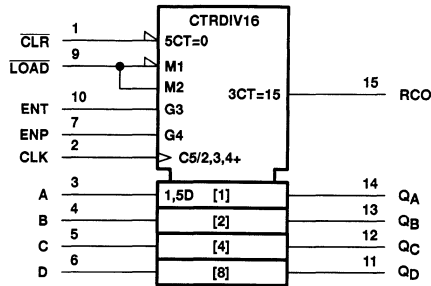 CTRDIV16
C̅L̅R̅ 1 5CT=0
L̅O̅A̅D̅ 9 M1
M2
3CT=15 15 RCO
ENT 10 G3
ENP 7 G4
CLK 2 C5/2,3,4+
A 3 1,5D [1] 14 QA
B 4 [2] 13 QB
C 5 [4] 12 QC
D 6 [8] 11 QD